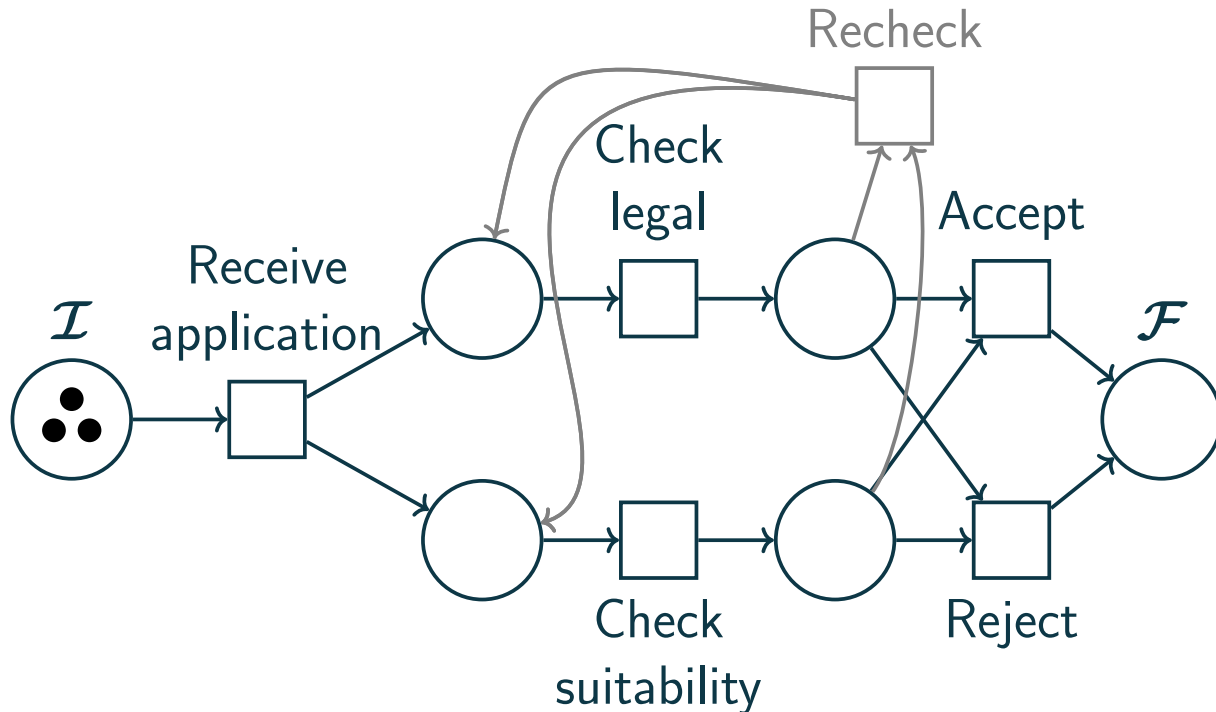 Recheck
Check
legal
Accept
Receive
application
𝓘
𝓕
Check
suitability
Reject